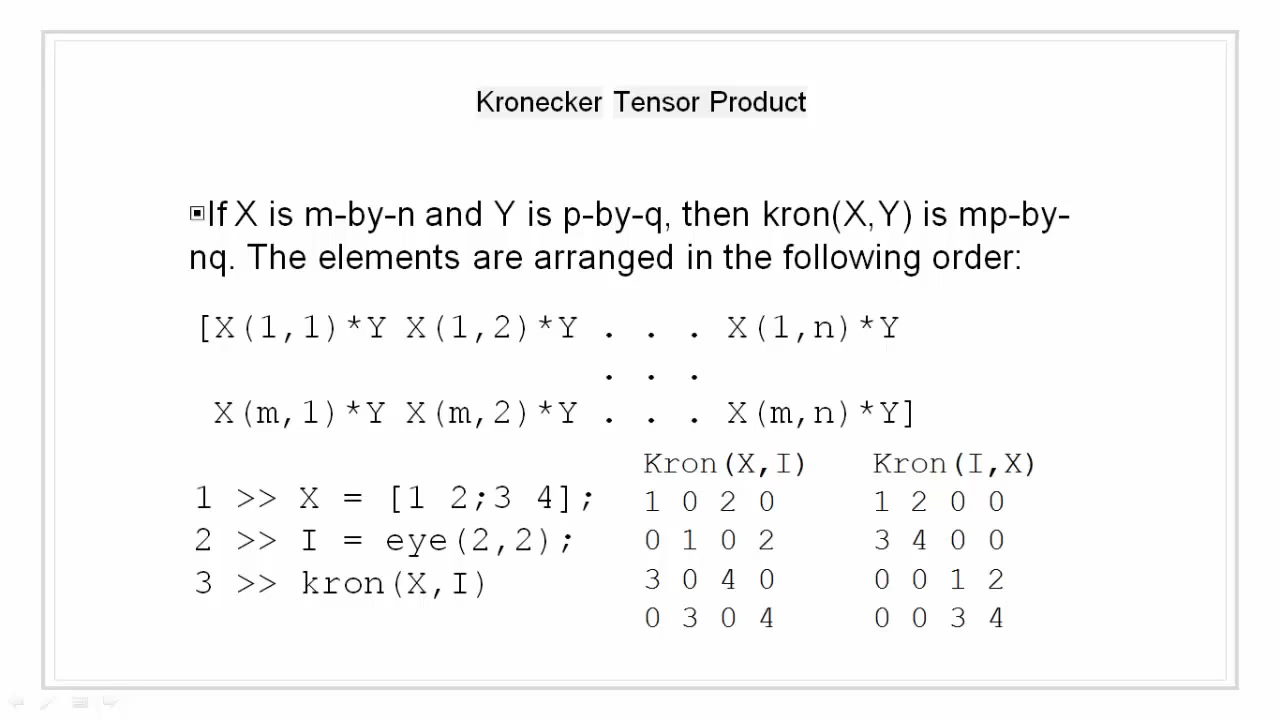 Kronecker Tensor Product
If X is m-by-n and Y is p-by-q, then kron(X,Y) is mp-by-
nq. The elements are arranged in the following order:
[X(1,1)*Y X(1,2)*Y . . . X(1,n)*Y
. . .
X(m,1)*Y X(m,2)*Y . . . X(m,n)*Y]
1 >> X = [1 2;3 4];
2 >> I = eye(2,2);
3 >> kron(X,I)
Kron(X,I)
1 0 2 0
0 1 0 2
3 0 4 0
0 3 0 4
Kron(I,X)
1 2 0 0
3 4 0 0
0 0 1 2
0 0 3 4